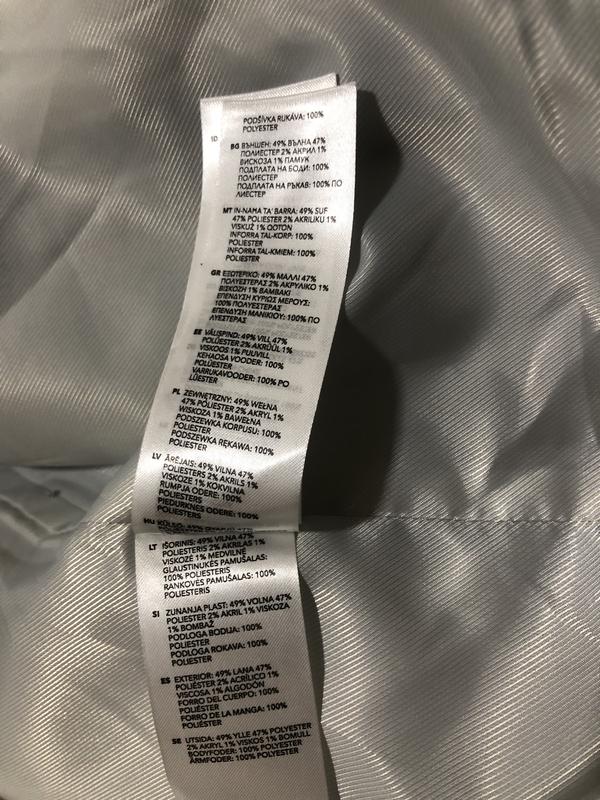 PODŠÍVKA RUKÁVA: 100%
POLYESTER
10
BG ВЪНШЕН: 49% ВЪЛНА 47%
ПОЛИЕСТЕР 2% АКРИЛ 1%
ВИСКОЗА 1% ПАМУК
ПОДПЛАТА НА БОДИ: 100%
ПОЛИЕСТЕР
ПОДПЛАТА НА РЪКАВ: 100% ПО
ЛИЕСТЕР
MT IN-NAMA TA' BARRA: 49% SUF
47% POLIESTER 2% AKRILIKU 1%
VISKUŻ 1% QOTON
INFORRA TAL-KORP: 100%
POLIESTER
INFORRA TAL-KMIEM: 100%
POLIESTER
GR ΕΞΩΤΕΡΙΚΟ: 49% ΜΑΛΛΙ 47%
ΠΟΛΥΕΣΤΕΡΑΣ 2% ΑΚΡΥΛΙΚΟ 1%
ΒΙΣΚΟΖΗ 1% ΒΑΜΒΑΚΙ
ΕΠΕΝΔΥΣΗ ΚΥΡΙΩΣ ΜΕΡΟΥΣ:
100% ΠΟΛΥΕΣΤΕΡΑΣ
ΕΠΕΝΔΥΣΗ ΜΑΝΙΚΙΟΥ: 100% ΠΟ
ΛΥΕΣΤΕΡΑΣ
EE VÄLISPIND: 49% VILL 47%
POLÜESTER 2% AKRÜÜL 1%
VISKOOS 1% PUUVILL
KEHAOSA VOODER: 100%
POLÜESTER
VARRUKAVOODER: 100% PO
LÜESTER
PL ZEWNĘTRZNY: 49% WEŁNA
47% POLIESTER 2% AKRYL 1%
WISKOZA 1% BAWEŁNA
PODSZEWKA KORPUSU: 100%
POLIESTER
PODSZEWKA RĘKAWA: 100%
POLIESTER
LV ĀRĒJAIS: 49% VILNA 47%
POLIESTERS 2% AKRILS 1%
VISKOZE 1% KOKVILNA
RUMPJA ODERE: 100%
POLIESTERS
PIEDURKNES ODERE: 100%
POLIESTERS
HU KÜLSŐ: 49%
LT IŠORINIS: 49% VILNA 47%
POLIESTERIS 2% AKRILAS 1%
VISKOZĖ 1% MEDVILNĖ
GLAUSTINUKĖS PAMUŠALAS:
100% POLIESTERIS
RANKOVĖS PAMUŠALAS: 100%
POLIESTERIS
SI ZUNANJA PLAST: 49% VOLNA 47%
POLIESTER 2% AKRIL 1% VISKOZA
1% BOMBAŽ
PODLOGA BODIJA: 100%
POLIESTER
PODLOGA ROKAVA: 100%
POLIESTER
ES EXTERIOR: 49% LANA 47%
POLIÉSTER 2% ACRÍLICO 1%
VISCOSA 1% ALGODÓN
FORRO DEL CUERPO: 100%
POLIÉSTER
FORRO DE LA MANGA: 100%
POLIÉSTER
SE UTSIDA: 49% YLLE 47% POLYESTER
2% AKRYL 1% VISKOS 1% BOMULL
BODYFODER: 100% POLYESTER
ÄRMFODER: 100% POLYESTER